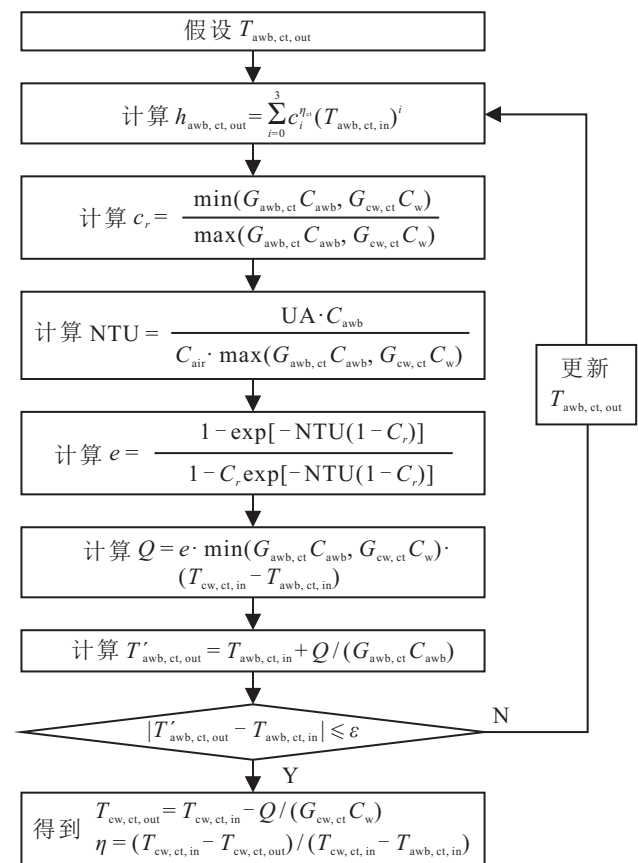 假设 T_awb, ct, out
计算 h_awb, ct, out = ∑_{i=0}^{3} c_i^{η_ct} (T_awb, ct, in)^i
计算 c_r = min(G_awb, ct C_awb, G_cw, ct C_w) / max(G_awb, ct C_awb, G_cw, ct C_w)
计算 NTU = UA · C_awb / C_air · max(G_awb, ct C_awb, G_cw, ct C_w)
更新
T_awb, ct, out
计算 e = 1 − exp[−NTU(1 − C_r)] / 1 − C_r exp[−NTU(1 − C_r)]
计算 Q = e · min(G_awb, ct C_awb, G_cw, ct C_w) ·
(T_cw, ct, in − T_awb, ct, in)
计算 T′_awb, ct, out = T_awb, ct, in + Q/(G_awb, ct C_awb)
|T′_awb, ct, out − T_awb, ct, in| ⩽ ε
N
Y
得到 T_cw, ct, out = T_cw, ct, in − Q/(G_cw, ct C_w)
η = (T_cw, ct, in − T_cw, ct, out)/(T_cw, ct, in − T_awb, ct, in)